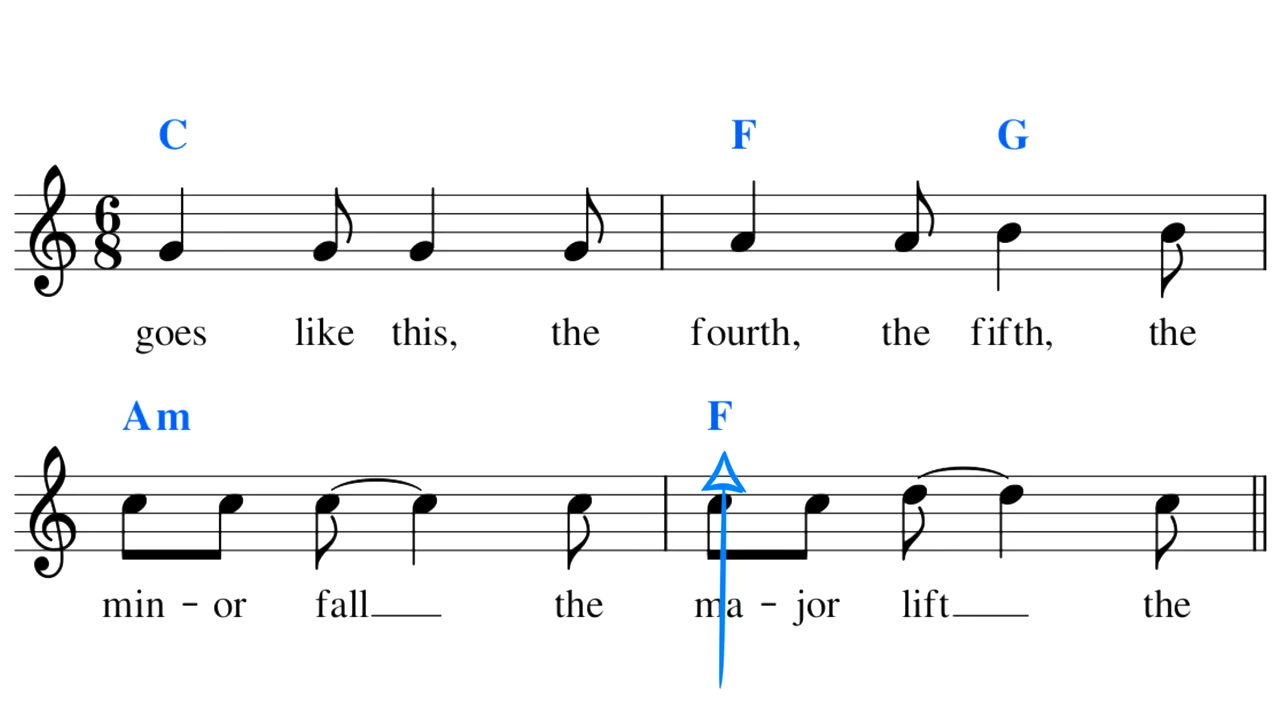 C F G
6
8
goes like this, the fourth, the fifth, the
Am F
min - or fall the ma - jor lift the